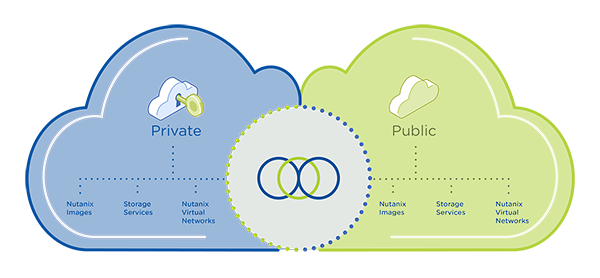 Private
Public
Nutanix
Images
Storage
Services
Nutanix
Virtual
Networks
Nutanix
Images
Storage
Services
Nutanix
Virtual
Networks